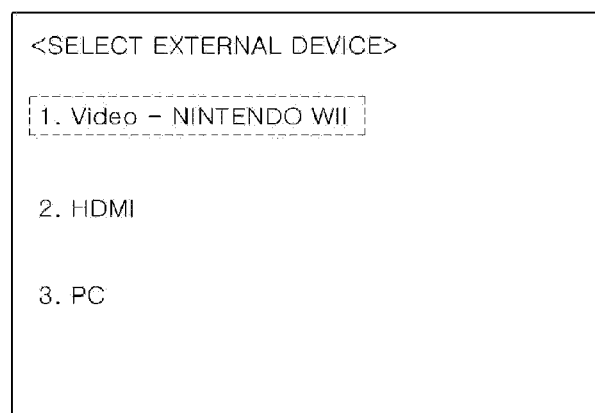 <SELECT EXTERNAL DEVICE>
1. Video - NINTENDO WII
2. HDMI
3. PC